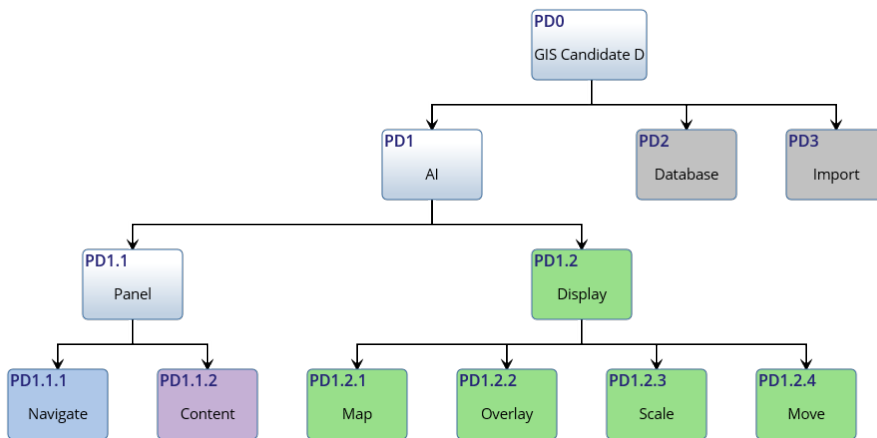 PD0
GIS Candidate D
PD1
AI
PD2
Database
PD3
Import
PD1.1
Panel
PD1.2
Display
PD1.1.1
Navigate
PD1.1.2
Content
PD1.2.1
Map
PD1.2.2
Overlay
PD1.2.3
Scale
PD1.2.4
Move